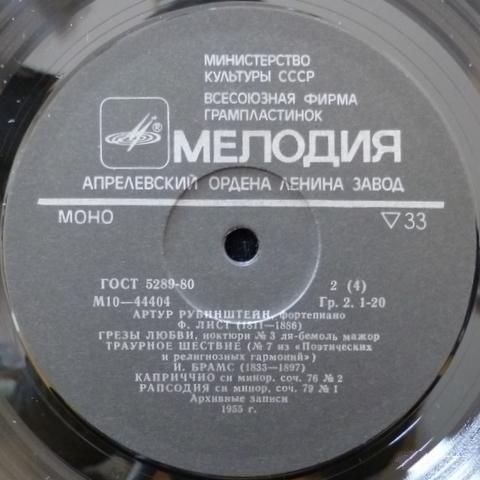 МИНИСТЕРСТВО
КУЛЬТУРЫ СССР
ВСЕСОЮЗНАЯ ФИРМА
ГРАМПЛАСТИНОК
МЕЛОДИЯ
АПРЕЛЕВСКИЙ ОРДЕНА ЛЕНИНА ЗАВОД
МОНО ▽33
ГОСТ 5289-80 2 (4)
М10—44404 Гр. 2. 1-20
АРТУР РУБИНШТЕЙН, фортепиано
Ф. ЛИСТ (1811—1886)
ГРЕЗЫ ЛЮБВИ, ноктюрн № 3 ля-бемоль мажор
ТРАУРНОЕ ШЕСТВИЕ (№ 7 из «Поэтических
и религиозных гармоний»)
И. БРАМС (1833—1897)
КАПРИЧЧИО си минор, соч. 76 № 2
РАПСОДИЯ си минор, соч. 79 № 1
Архивные записи
1955 г.